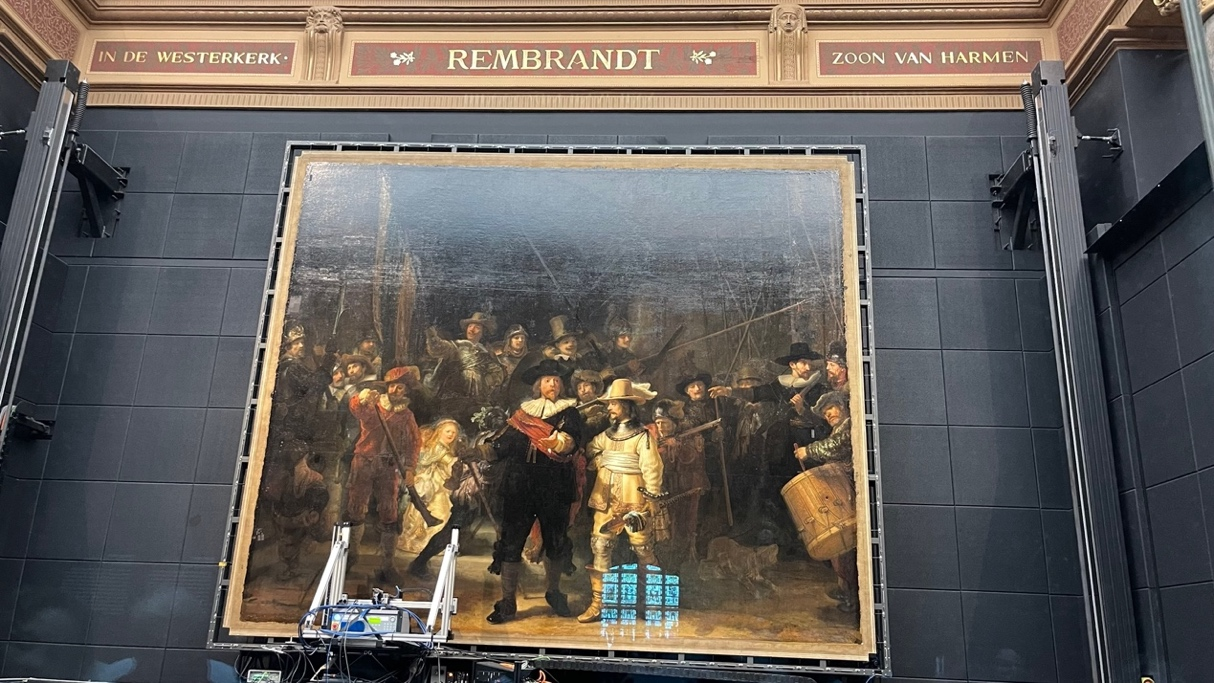 IN DE WESTERKERK·
REMBRANDT
ZOON VAN HARMEN